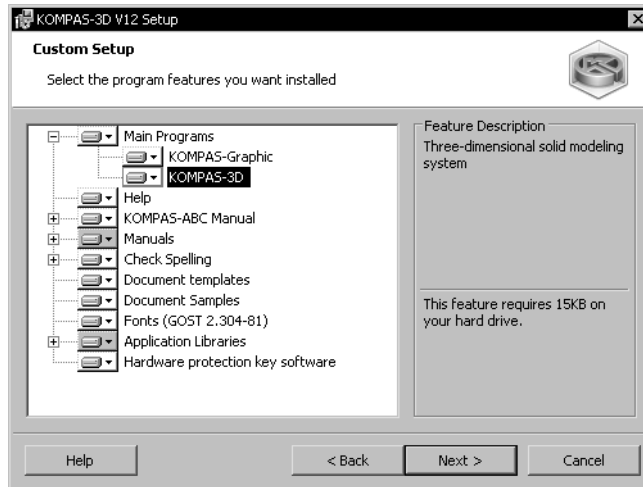 KOMPAS-3D V12 Setup
Custom Setup
Select the program features you want installed
Main Programs
KOMPAS-Graphic
KOMPAS-3D
Help
KOMPAS-ABC Manual
Manuals
Check Spelling
Document templates
Document Samples
Fonts (GOST 2.304-81)
Application Libraries
Hardware protection key software
Feature Description
Three-dimensional solid modeling
system
This feature requires 15KB on
your hard drive.
Help
< Back
Next >
Cancel